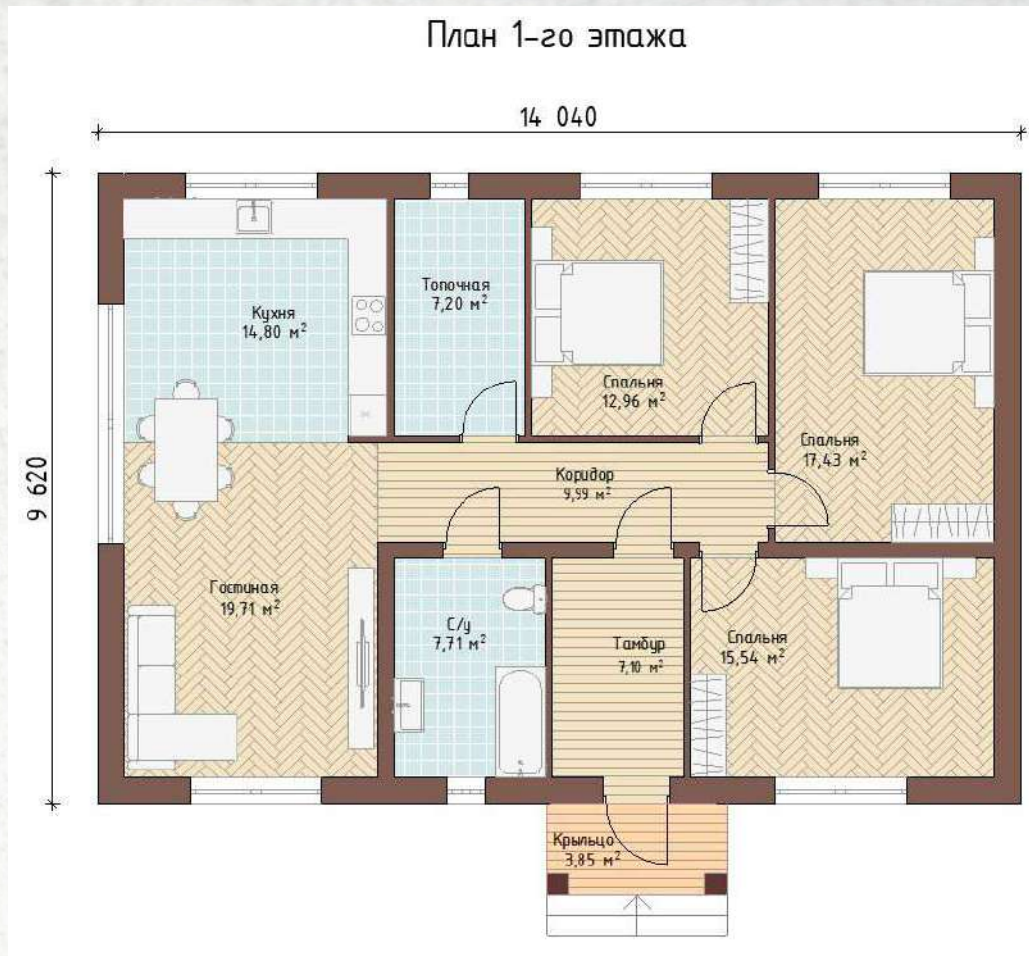 План 1-го этажа
14 040
9 620
Кухня
14,80 м²
Топочная
7,20 м²
Спальня
12,96 м²
Спальня
17,43 м²
Коридор
9,99 м²
Гостиная
19,71 м²
С/у
7,71 м²
Тамбур
7,10 м²
Спальня
15,54 м²
Крыльцо
3,85 м²